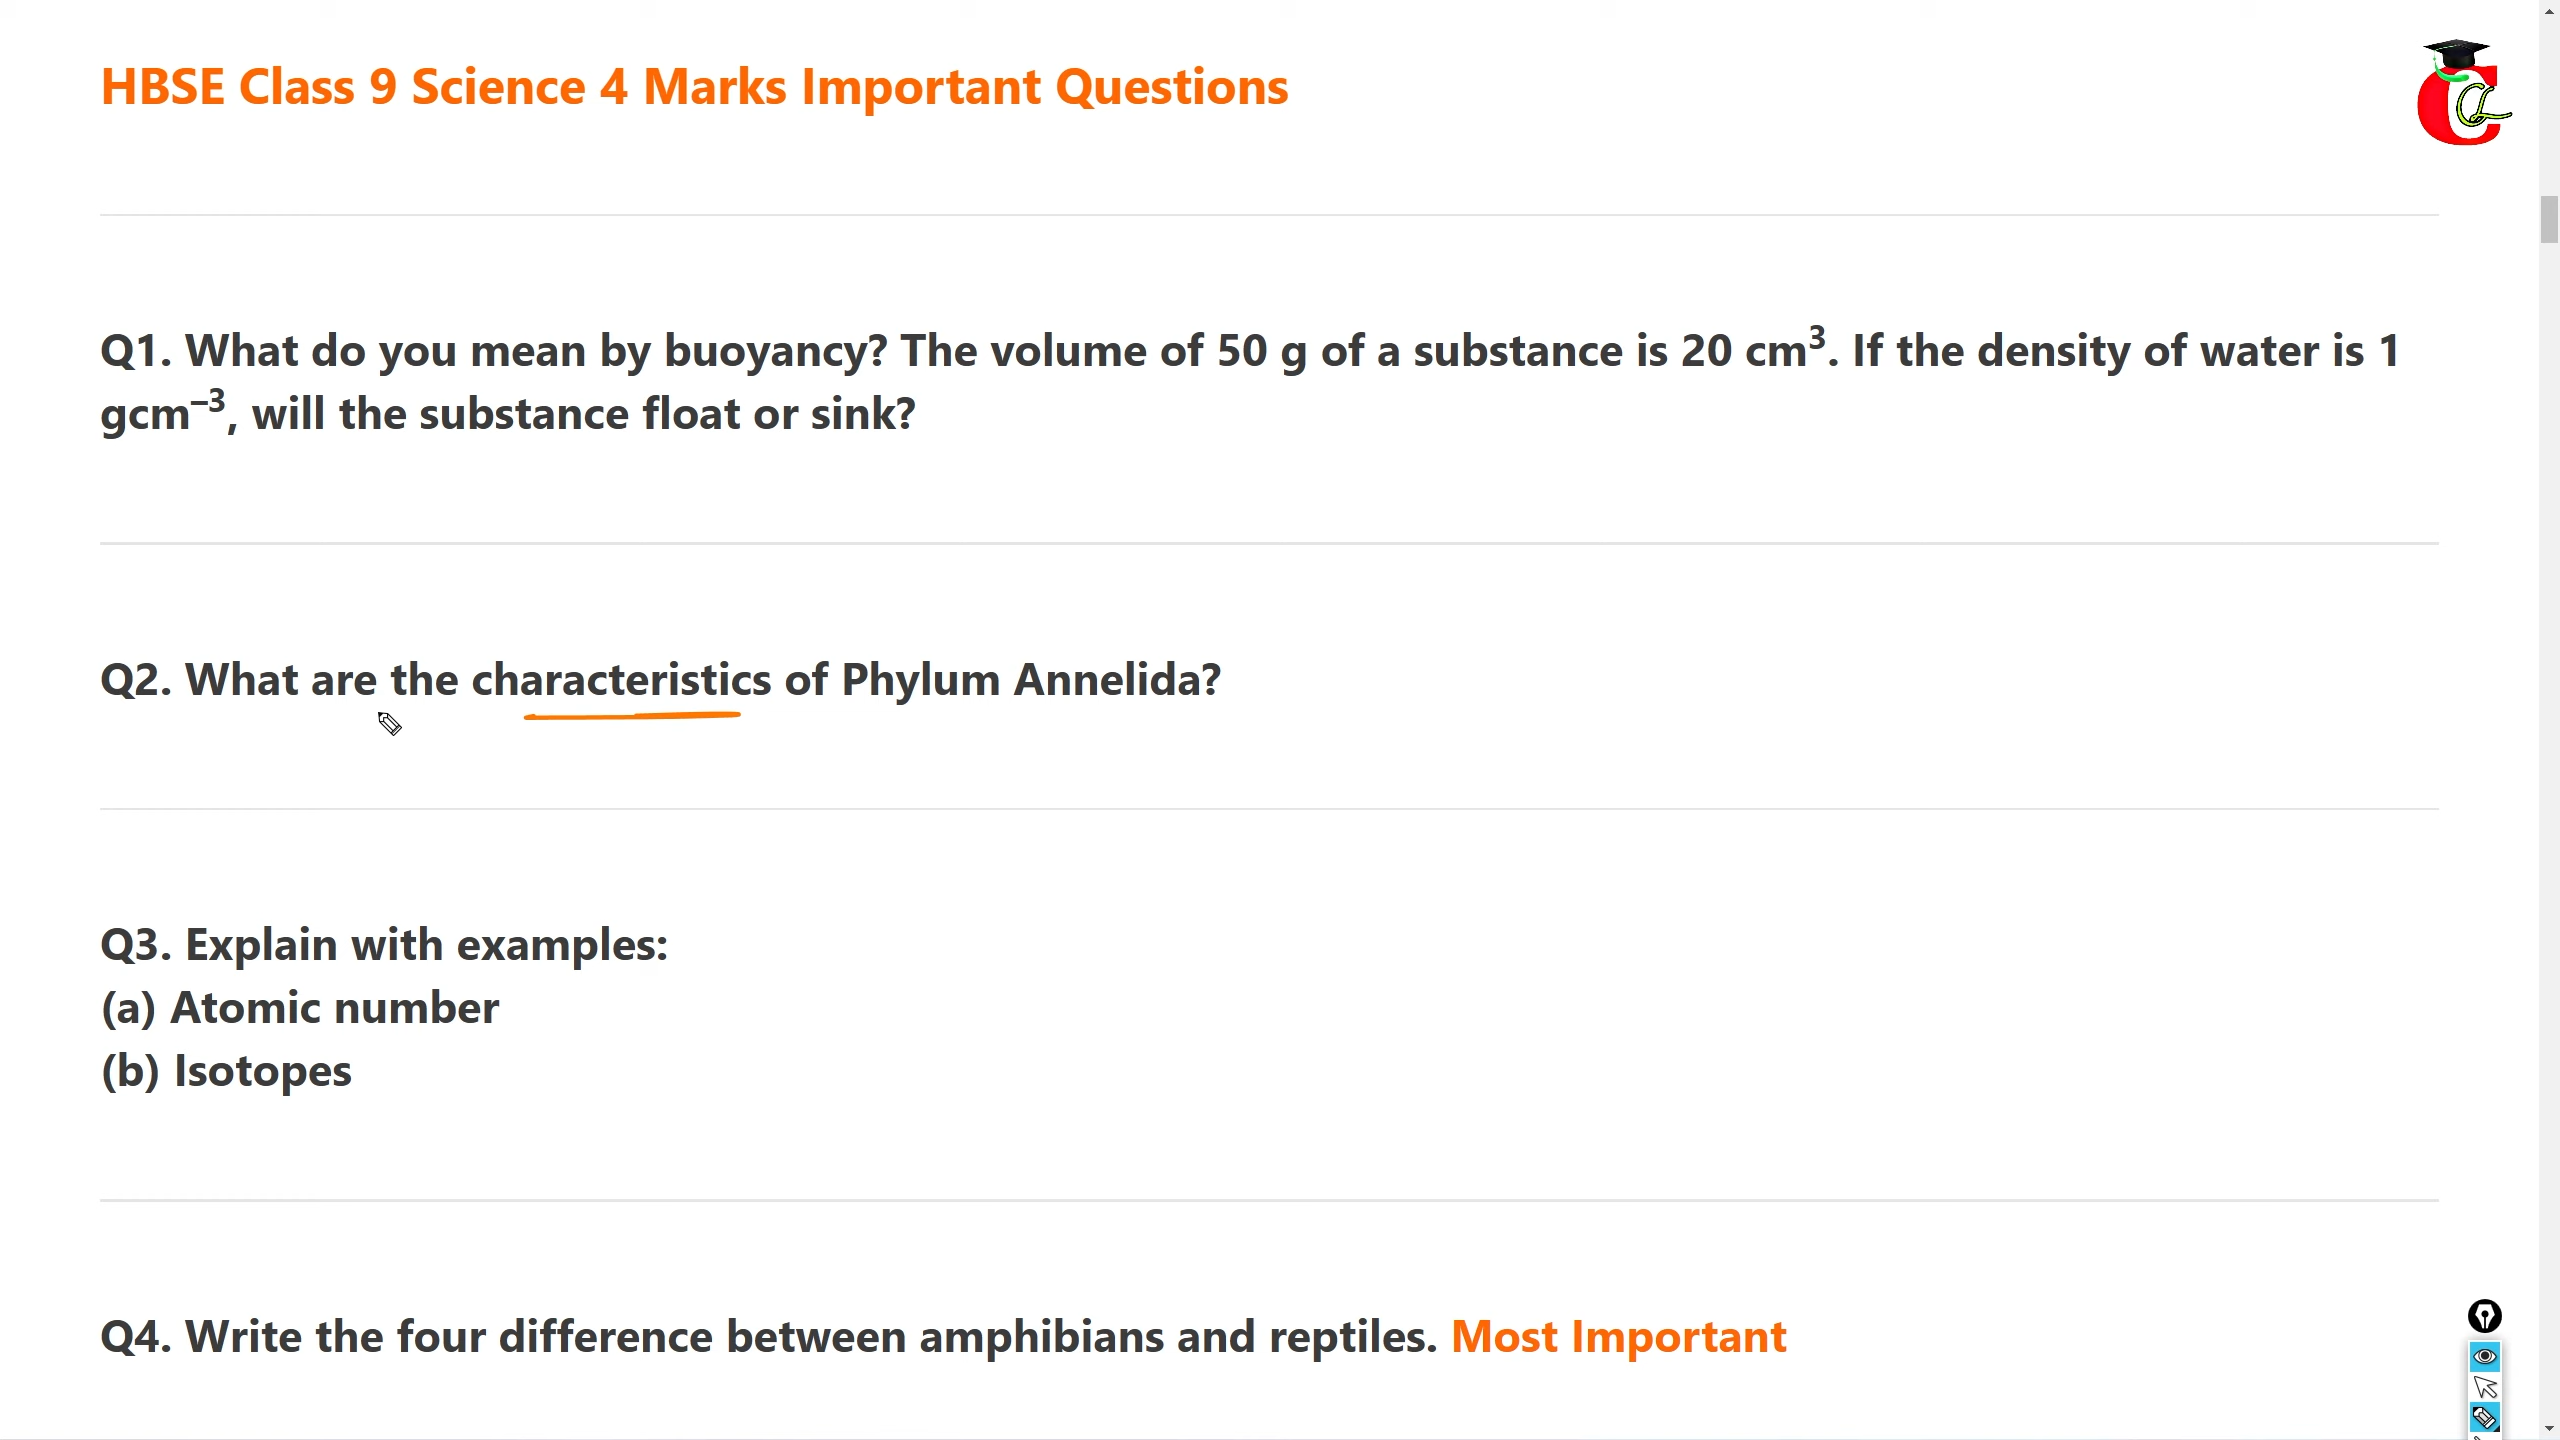 HBSE Class 9 Science 4 Marks Important Questions
Q1. What do you mean by buoyancy? The volume of 50 g of a substance is 20 cm³. If the density of water is 1
gcm⁻³, will the substance float or sink?
Q2. What are the characteristics of Phylum Annelida?
Q3. Explain with examples:
(a) Atomic number
(b) Isotopes
Q4. Write the four difference between amphibians and reptiles. Most Important